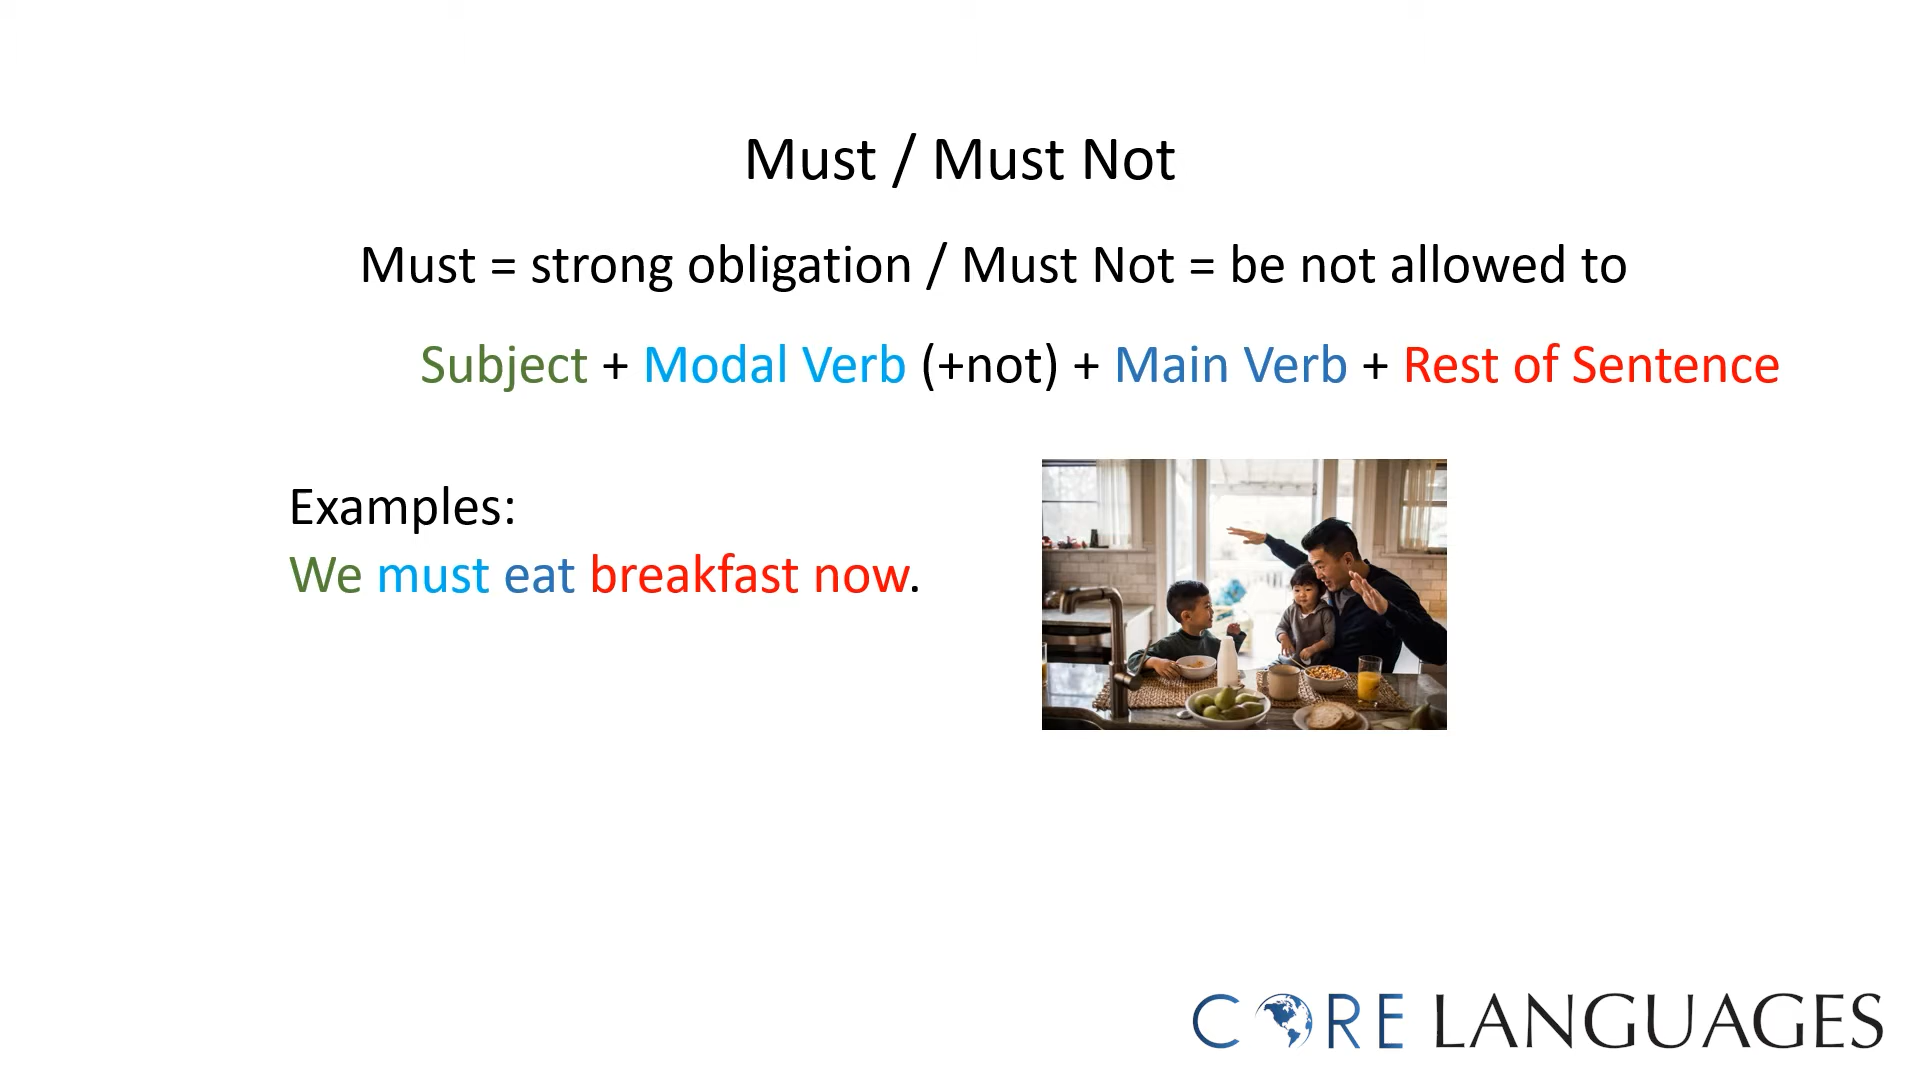 Must / Must Not
Must = strong obligation / Must Not = be not allowed to
Subject + Modal Verb (+not) + Main Verb + Rest of Sentence
Examples:
We must eat breakfast now.
CORE LANGUAGES